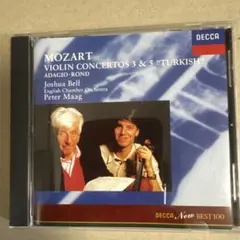 MOZART
VIOLIN CONCERTOS 3 & 5 "TURKISH"
ADAGIO·ROND
Joshua Bell
English Chamber Orchestra
Peter Maag
DECCA
DECCA New BEST 100